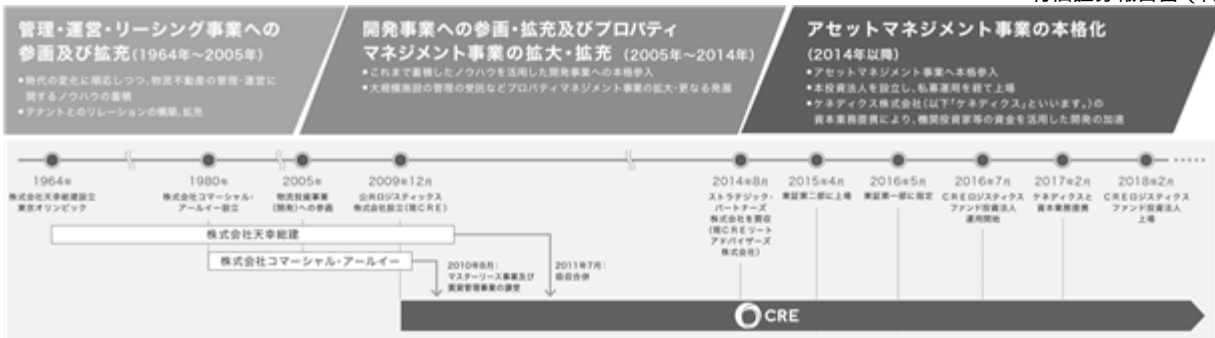 管理・運営・リーシング事業への
参画及び拡充(1964年～2005年)
●時代の変化に順応しつつ、物流不動産の管理・運営に
関するノウハウの蓄積
●テナントとのリレーションの構築、拡充
開発事業への参画・拡充及びプロパティ
マネジメント事業の拡大・拡充 (2005年～2014年)
●これまで蓄積したノウハウを活用した開発事業への本格参入
●大規模施設の管理の受託などプロパティマネジメント事業の拡大・更なる発展
アセットマネジメント事業の本格化
(2014年以降)
●アセットマネジメント事業へ本格参入
●本投資法人を設立し、私募運用を経て上場
●ケネディクス株式会社(以下「ケネディクス」といいます。)の
資本業務提携により、機関投資家等の資金を活用した開発の加速
1964年
株式会社天幸総建設立
東京オリンピック
1980年
株式会社コマーシャル・
アールイー設立
2005年
物流投資事業
(開発)への参画
2009年12月
公共ロジスティックス
株式会社設立(現CRE)
2014年8月
ストラテジック・
パートナーズ
株式会社を買収
(現CREリート
アドバイザーズ
株式会社)
2015年4月
東証第二部に上場
2016年5月
東証第一部に指定
2016年7月
CREロジスティクス
ファンド投資法人
運用開始
2017年2月
ケネディクスと
資本業務提携
2018年2月
CREロジスティクス
ファンド投資法人
上場
株式会社天幸総建
株式会社コマーシャル・アールイー
2010年8月:
マスターリース事業及び
賃貸管理事業の譲受
2011年7月:
吸収合併
CRE